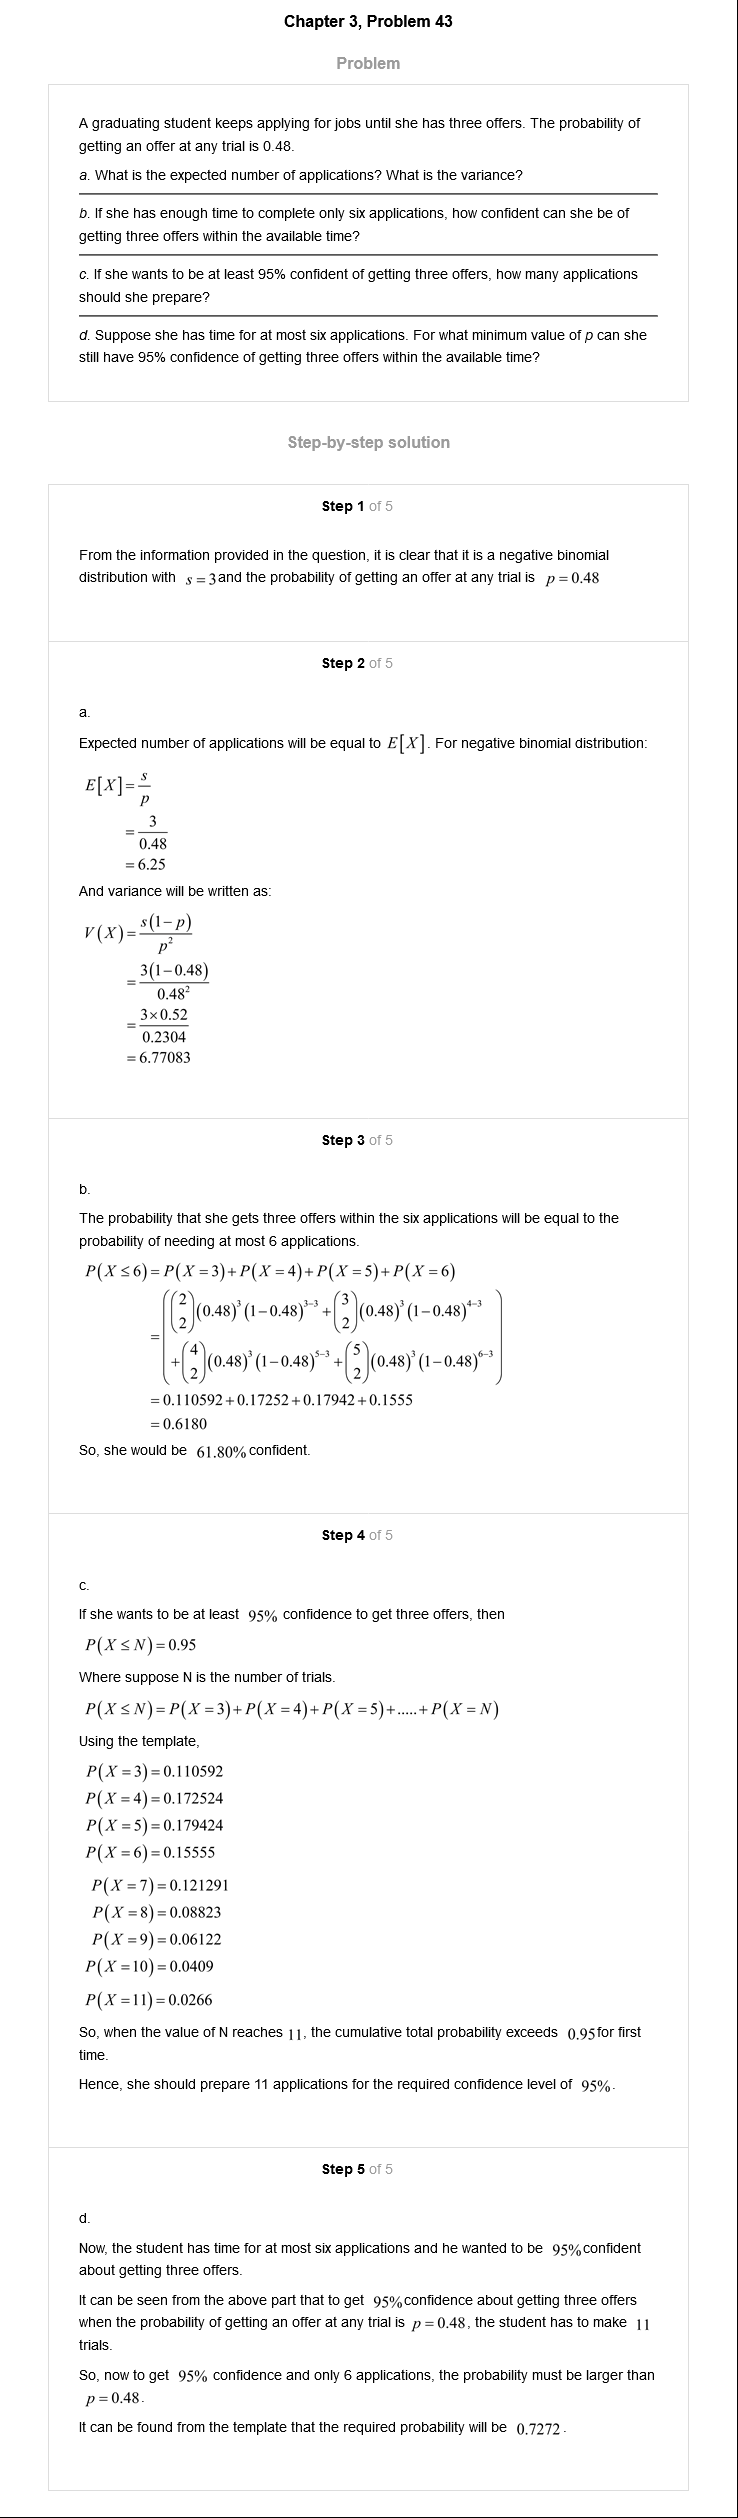 Chapter 3, Problem 43
Problem
A graduating student keeps applying for jobs until she has three offers. The probability of
getting an offer at any trial is 0.48.
a. What is the expected number of applications? What is the variance?
b. If she has enough time to complete only six applications, how confident can she be of
getting three offers within the available time?
c. If she wants to be at least 95% confident of getting three offers, how many applications
should she prepare?
d. Suppose she has time for at most six applications. For what minimum value of p can she
still have 95% confidence of getting three offers within the available time?
Step-by-step solution
Step 1 of 5
From the information provided in the question, it is clear that it is a negative binomial
distribution with s = 3 and the probability of getting an offer at any trial is p = 0.48
Step 2 of 5
a.
Expected number of applications will be equal to E[X]. For negative binomial distribution:
E[X] = s/p
= 3/0.48
= 6.25
And variance will be written as:
V(X) = s(1−p)/p²
= 3(1−0.48)/0.48²
= 3×0.52/0.2304
= 6.77083
Step 3 of 5
b.
The probability that she gets three offers within the six applications will be equal to the
probability of needing at most 6 applications.
P(X ≤ 6) = P(X = 3) + P(X = 4) + P(X = 5) + P(X = 6)
= ( (2 2)(0.48)³(1−0.48)³⁻³ + (3 2)(0.48)³(1−0.48)⁴⁻³
+ (4 2)(0.48)³(1−0.48)⁵⁻³ + (5 2)(0.48)³(1−0.48)⁶⁻³ )
= 0.110592 + 0.17252 + 0.17942 + 0.1555
= 0.6180
So, she would be 61.80% confident.
Step 4 of 5
c.
If she wants to be at least 95% confidence to get three offers, then
P(X ≤ N) = 0.95
Where suppose N is the number of trials.
P(X ≤ N) = P(X = 3) + P(X = 4) + P(X = 5) + ..... + P(X = N)
Using the template,
P(X = 3) = 0.110592
P(X = 4) = 0.172524
P(X = 5) = 0.179424
P(X = 6) = 0.15555
P(X = 7) = 0.121291
P(X = 8) = 0.08823
P(X = 9) = 0.06122
P(X = 10) = 0.0409
P(X = 11) = 0.0266
So, when the value of N reaches 11, the cumulative total probability exceeds 0.95 for first
time.
Hence, she should prepare 11 applications for the required confidence level of 95%.
Step 5 of 5
d.
Now, the student has time for at most six applications and he wanted to be 95% confident
about getting three offers.
It can be seen from the above part that to get 95% confidence about getting three offers
when the probability of getting an offer at any trial is p = 0.48, the student has to make 11
trials.
So, now to get 95% confidence and only 6 applications, the probability must be larger than
p = 0.48.
It can be found from the template that the required probability will be 0.7272.